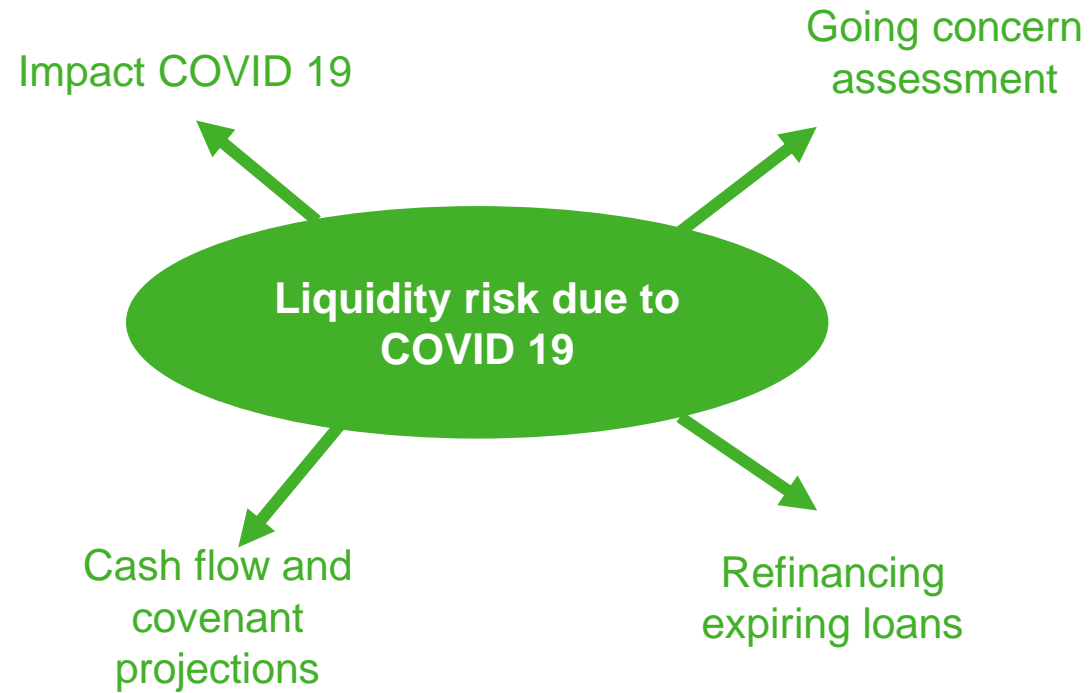 Impact COVID 19
Going concern
assessment
Liquidity risk due to
COVID 19
Cash flow and
covenant
projections
Refinancing
expiring loans